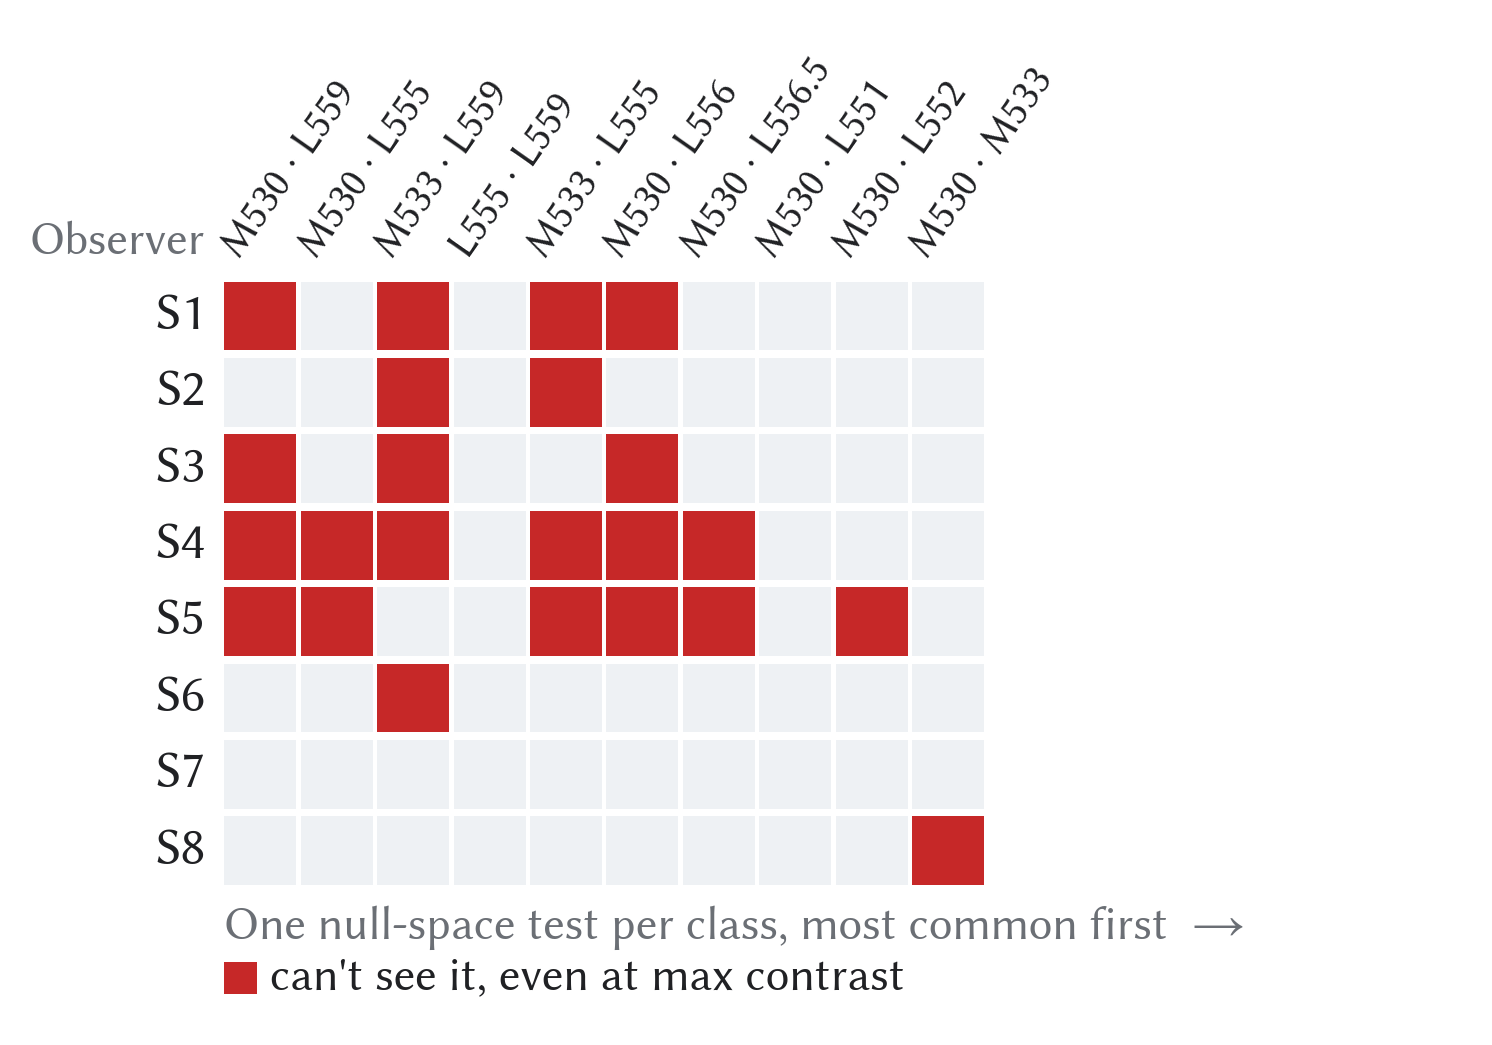 M530 · L559
M530 · L555
M533 · L559
L555 · L559
M533 · L555
M530 · L556
M530 · L556.5
M530 · L551
M530 · L552
M530 · M533
Observer
S1
S2
S3
S4
S5
S6
S7
S8
One null-space test per class, most common first →
can't see it, even at max contrast